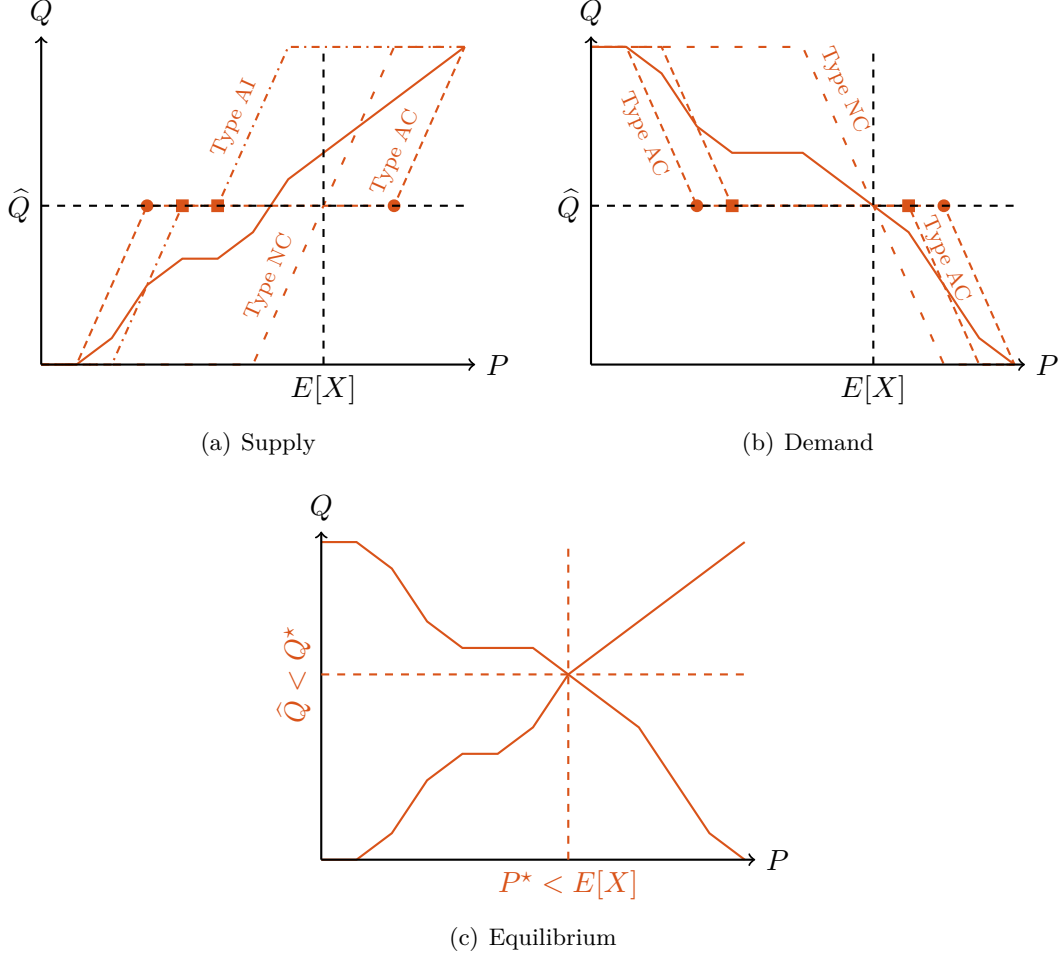 Q
Q̂
Type AI
Type AC
Type NC
E[X]
P
(a) Supply
Q
Q̂
Type AC
Type NC
Type AC
E[X]
P
(b) Demand
Q
Q̂ < Q⋆
P
P⋆ < E[X]
(c) Equilibrium